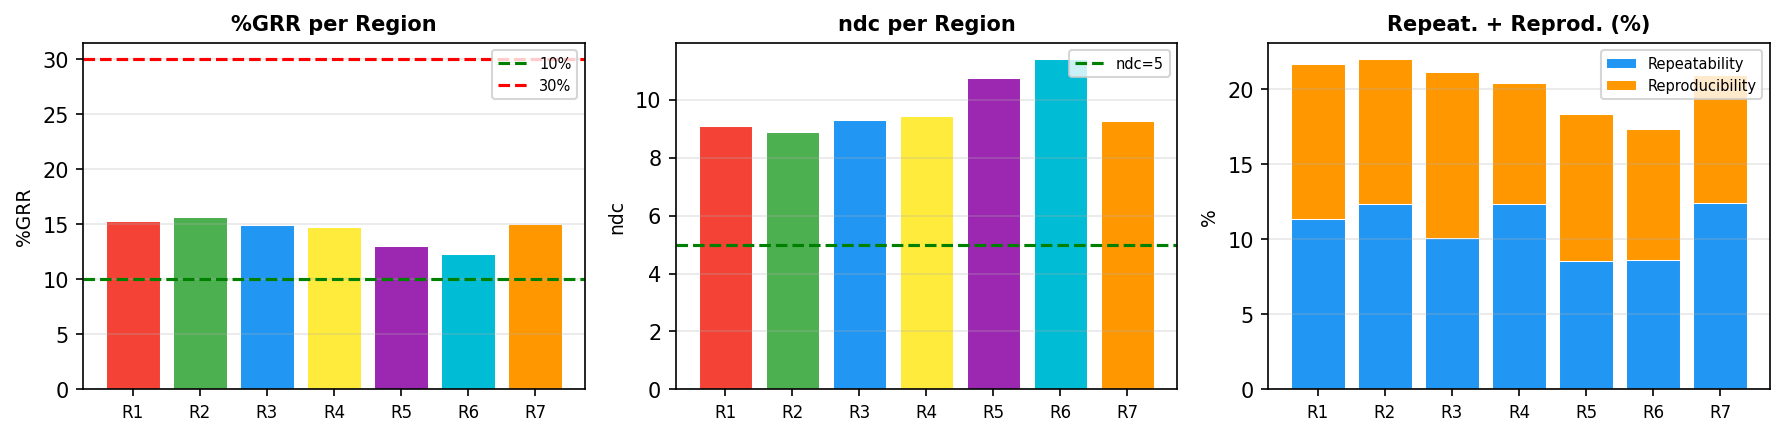 %GRR per Region
%GRR
30
25
20
15
10
5
0
R1 R2 R3 R4 R5 R6 R7
10%
30%
ndc per Region
ndc
10
8
6
4
2
0
R1 R2 R3 R4 R5 R6 R7
ndc=5
Repeat. + Reprod. (%)
%
20
15
10
5
0
R1 R2 R3 R4 R5 R6 R7
Repeatability
Reproducibility